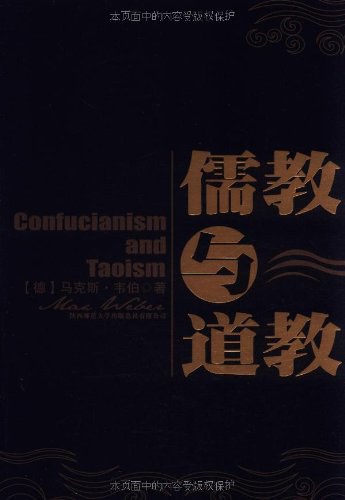 本页面中的内容受版权保护
儒教
与
道教
Confucianism
and
Taoism
【德】马克斯·韦伯◎著
Max Weber
本页面中的内容受版权保护